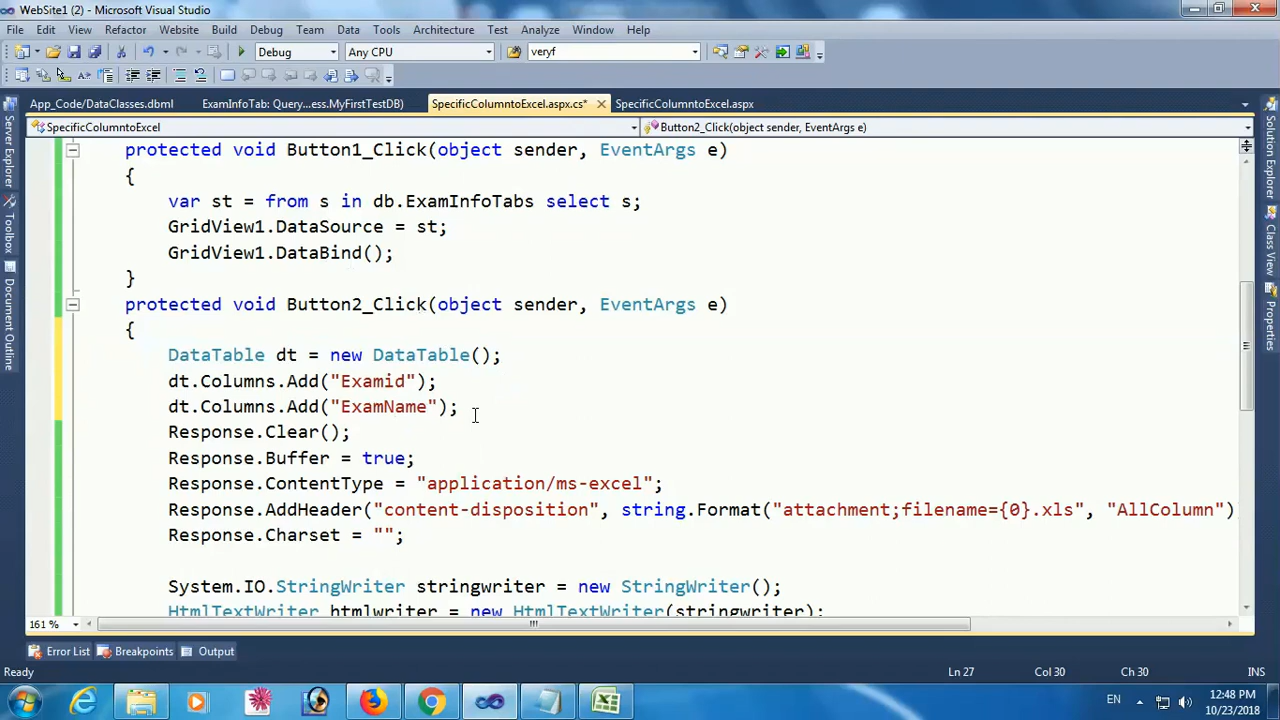 WebSite1 (2) - Microsoft Visual Studio
File Edit View Refactor Website Build Debug Team Data Tools Architecture Test Analyze Window Help
Debug Any CPU veryf
App_Code/DataClasses.dbml ExamInfoTab: Query...ess.MyFirstTestDB) SpecificColumntoExcel.aspx.cs* SpecificColumntoExcel.aspx
SpecificColumntoExcel Button2_Click(object sender, EventArgs e)
Server Explorer
Toolbox
Document Outline
protected void Button1_Click(object sender, EventArgs e)
{
var st = from s in db.ExamInfoTabs select s;
GridView1.DataSource = st;
GridView1.DataBind();
}
protected void Button2_Click(object sender, EventArgs e)
{
DataTable dt = new DataTable();
dt.Columns.Add("Examid");
dt.Columns.Add("ExamName");
Response.Clear();
Response.Buffer = true;
Response.ContentType = "application/ms-excel";
Response.AddHeader("content-disposition", string.Format("attachment;filename={0}.xls", "AllColumn")
Response.Charset = "";
System.IO.StringWriter stringwriter = new StringWriter();
HtmlTextWriter htmlwriter = new HtmlTextWriter(stringwriter);
Solution Explorer
Class View
Properties
161 %
Error List Breakpoints Output
Ready Ln 27 Col 30 Ch 30 INS
EN 12:48 PM
10/23/2018